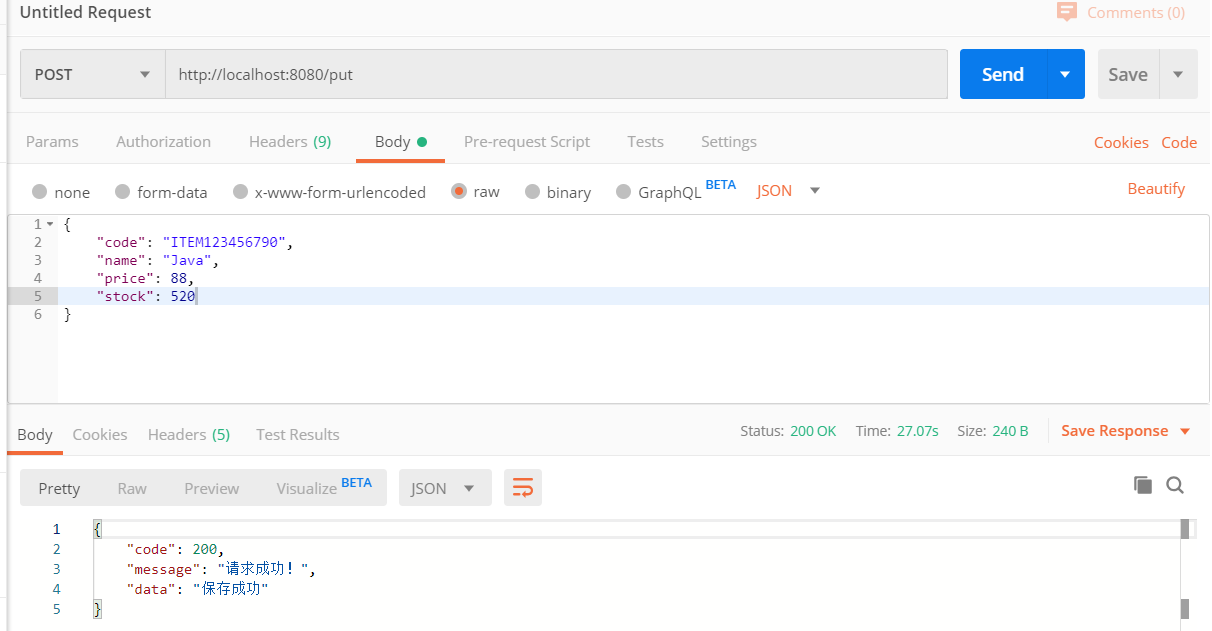 Untitled Request Comments (0)
POST http://localhost:8080/put Send Save
Params Authorization Headers (9) Body Pre-request Script Tests Settings Cookies Code
none form-data x-www-form-urlencoded raw binary GraphQL BETA JSON Beautify
1 {
2 "code": "ITEM123456790",
3 "name": "Java",
4 "price": 88,
5 "stock": 520
6 }
Body Cookies Headers (5) Test Results Status: 200 OK Time: 27.07s Size: 240 B Save Response
Pretty Raw Preview Visualize BETA JSON
1 {
2 "code": 200,
3 "message": "请求成功！",
4 "data": "保存成功"
5 }